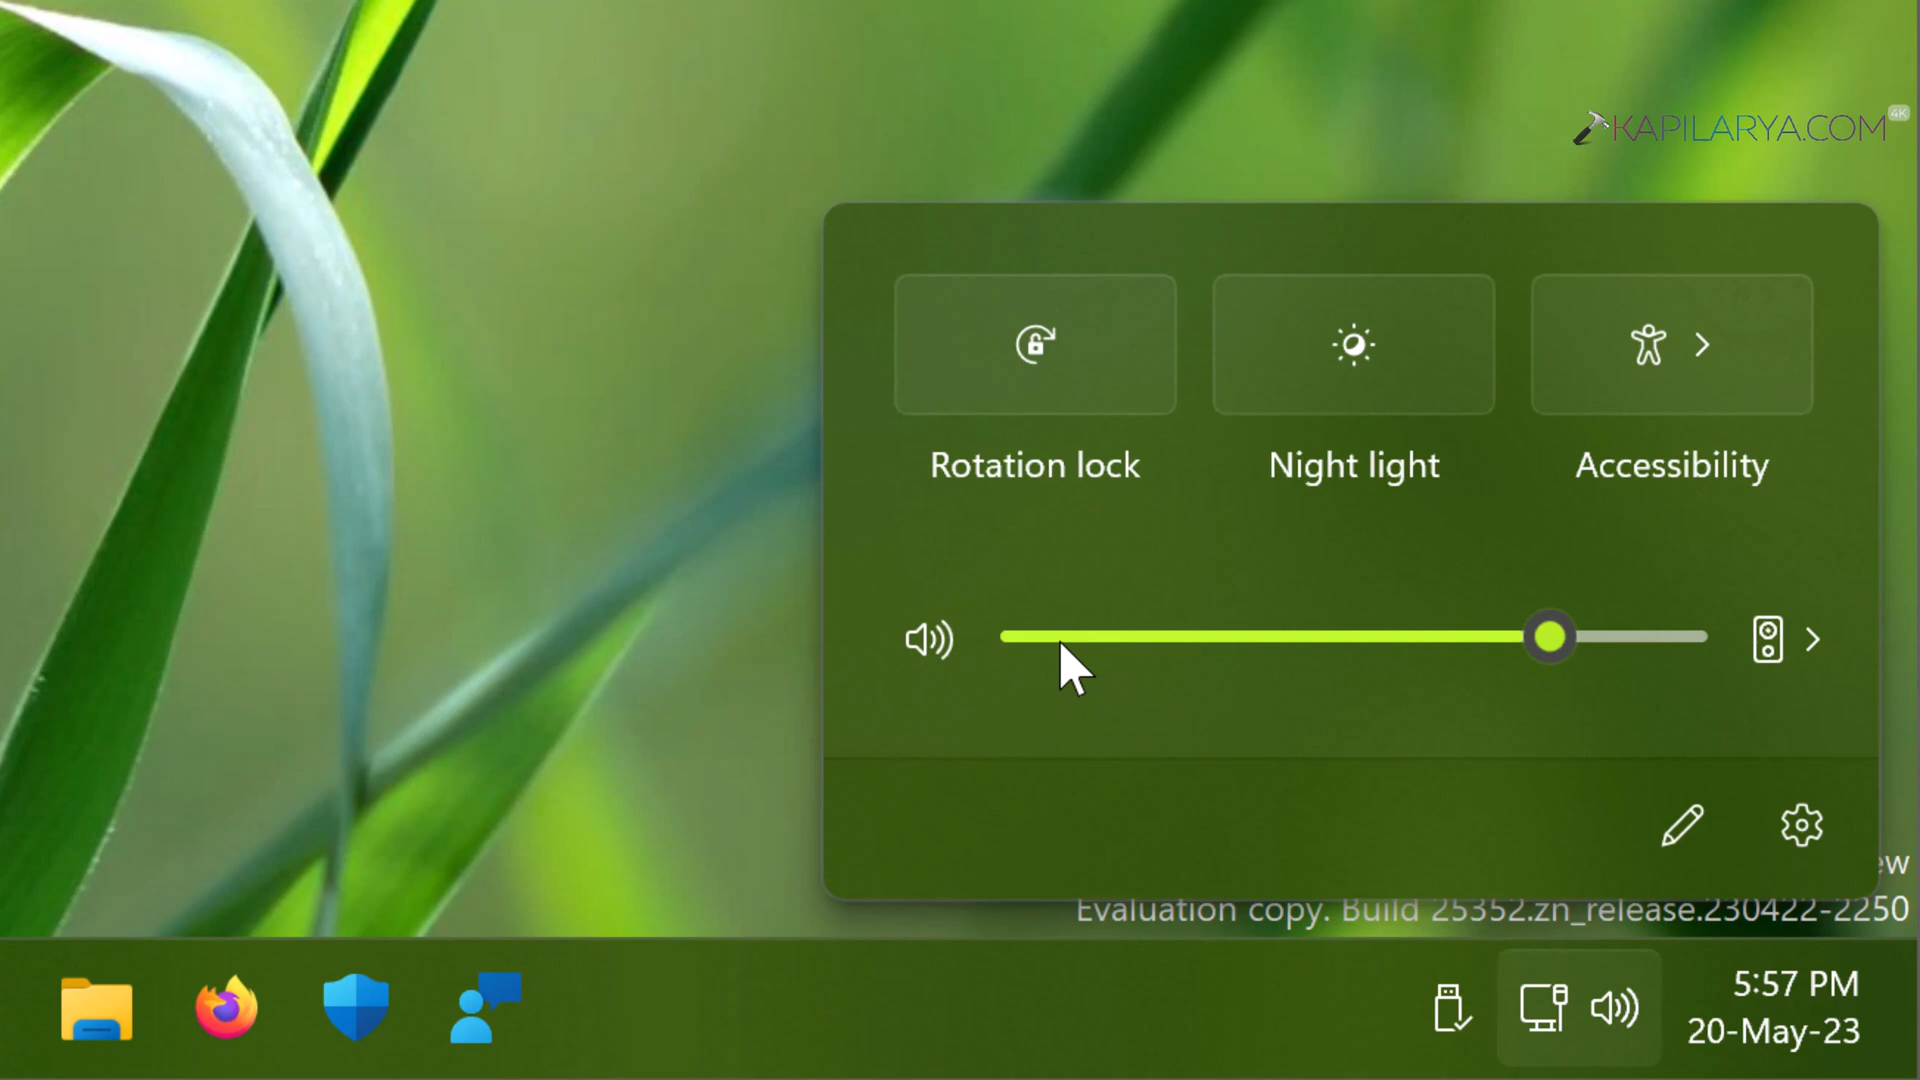 KAPILARYA.COM 4K
Rotation lock
Night light
Accessibility
Evaluation copy. Build 25352.zn_release.230422-2250
5:57 PM
20-May-23